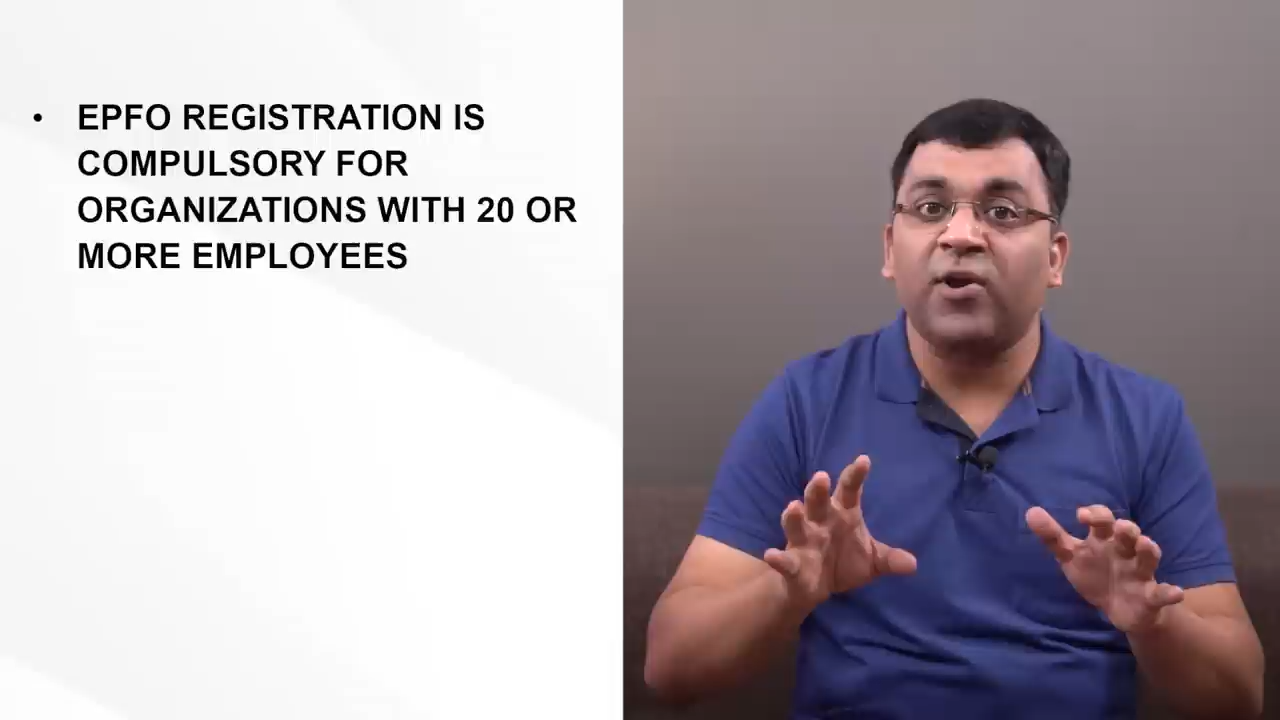 • EPFO REGISTRATION IS
COMPULSORY FOR
ORGANIZATIONS WITH 20 OR
MORE EMPLOYEES